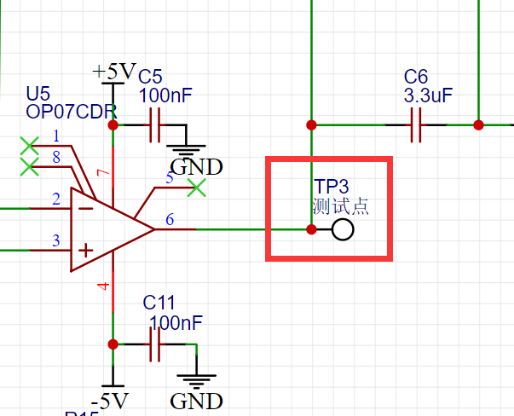 +5V
C5
100nF
U5
OP07CDR
C6
3.3uF
1
8
GND
7
5
TP3
测试点
2
6
3
4
C11
100nF
-5V
GND